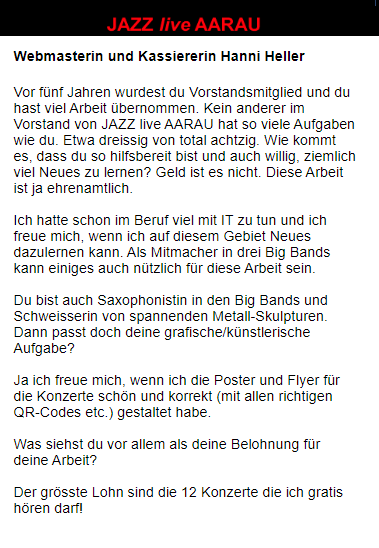 JAZZ live AARAU
Webmasterin und Kassiererin Hanni Heller
Vor fünf Jahren wurdest du Vorstandsmitglied und du
hast viel Arbeit übernommen. Kein anderer im
Vorstand von JAZZ live AARAU hat so viele Aufgaben
wie du. Etwa dreissig von total achtzig. Wie kommt
es, dass du so hilfsbereit bist und auch willig, ziemlich
viel Neues zu lernen? Geld ist es nicht. Diese Arbeit
ist ja ehrenamtlich.
Ich hatte schon im Beruf viel mit IT zu tun und ich
freue mich, wenn ich auf diesem Gebiet Neues
dazulernen kann. Als Mitmacher in drei Big Bands
kann einiges auch nützlich für diese Arbeit sein.
Du bist auch Saxophonistin in den Big Bands und
Schweisserin von spannenden Metall-Skulpturen.
Dann passt doch deine grafische/künstlerische
Aufgabe?
Ja ich freue mich, wenn ich die Poster und Flyer für
die Konzerte schön und korrekt (mit allen richtigen
QR-Codes etc.) gestaltet habe.
Was siehst du vor allem als deine Belohnung für
deine Arbeit?
Der grösste Lohn sind die 12 Konzerte die ich gratis
hören darf!